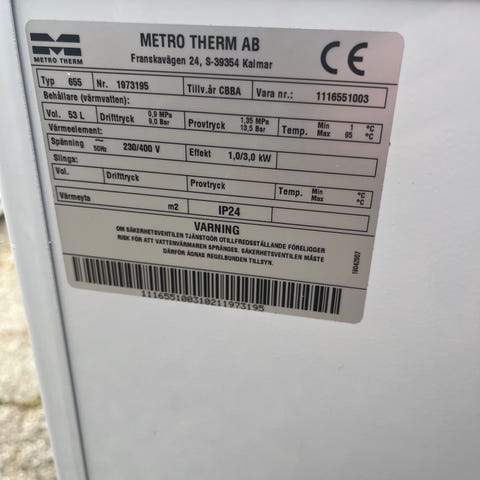 METRO THERM
METRO THERM AB
Franskavägen 24, S-39354 Kalmar
CE
Typ 655 Nr. 1973195 Tillv.år CBBA Vara nr.: 1116551003
Behållare (värmvatten):
Vol. 53 L Drifttryck 0,9 MPa 9,0 Bar Provtryck 1,35 MPa 13,5 Bar Temp. Min 1 °C Max 95 °C
Värmeelement:
Spänning ~ 50Hz 230/400 V Effekt 1,0/3,0 kW
Slinga:
Vol. Drifttryck Provtryck Temp. Min °C Max °C
Värmeyta m2 IP24
VARNING
OM SÄKERHETSVENTILEN TJÄNSTGÖR OTILLFREDSSTÄLLANDE FÖRELIGGER
RISK FÖR ATT VATTENVÄRMAREN SPRÄNGES. SÄKERHETSVENTILEN MÅSTE
DÄRFÖR ÄGNAS REGELBUNDEN TILLSYN.
18042007
111655100310211973195